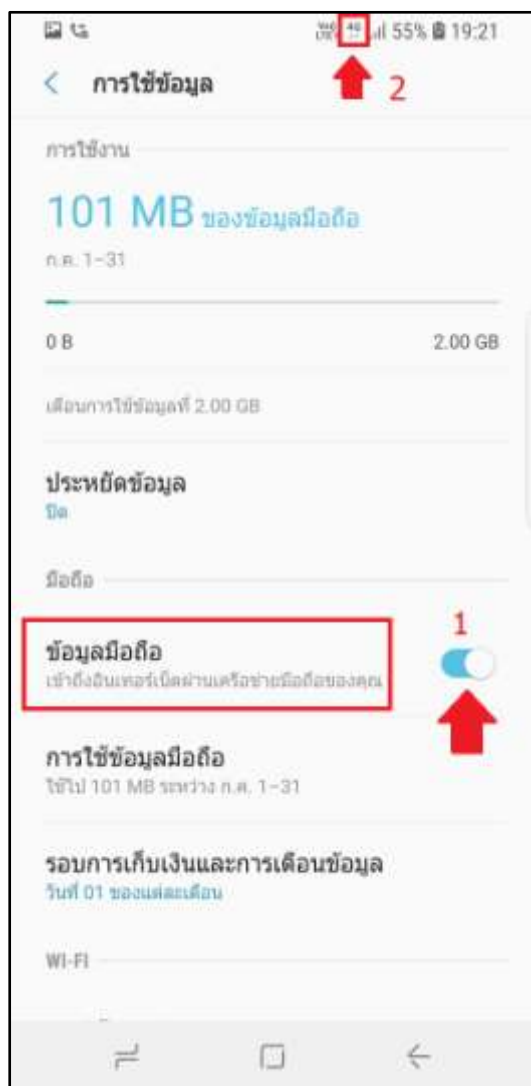 4G 55% 19:21
การใช้ข้อมูล
2
การใช้งาน
101 MB ของข้อมูลมือถือ
ก.ค. 1–31
0 B 2.00 GB
เตือนการใช้ข้อมูลที่ 2.00 GB
ประหยัดข้อมูล
ปิด
มือถือ
1
ข้อมูลมือถือ
เข้าถึงอินเทอร์เน็ตผ่านเครือข่ายมือถือของคุณ
การใช้ข้อมูลมือถือ
ใช้ไป 101 MB ระหว่าง ก.ค. 1–31
รอบการเก็บเงินและการเตือนข้อมูล
วันที่ 01 ของแต่ละเดือน
WI-FI